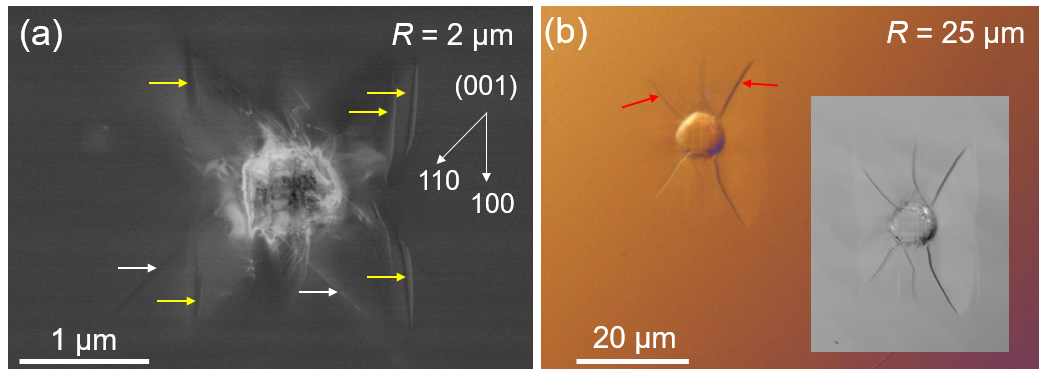 (a)
R = 2 µm
(001)
110
100
1 µm
(b)
R = 25 µm
20 µm